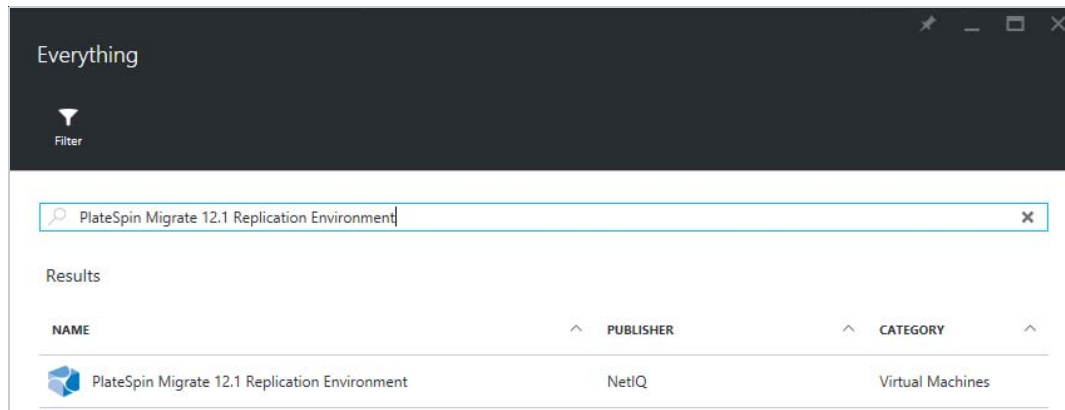 Everything
Filter
PlateSpin Migrate 12.1 Replication Environment
Results
NAME PUBLISHER CATEGORY
PlateSpin Migrate 12.1 Replication Environment NetIQ Virtual Machines